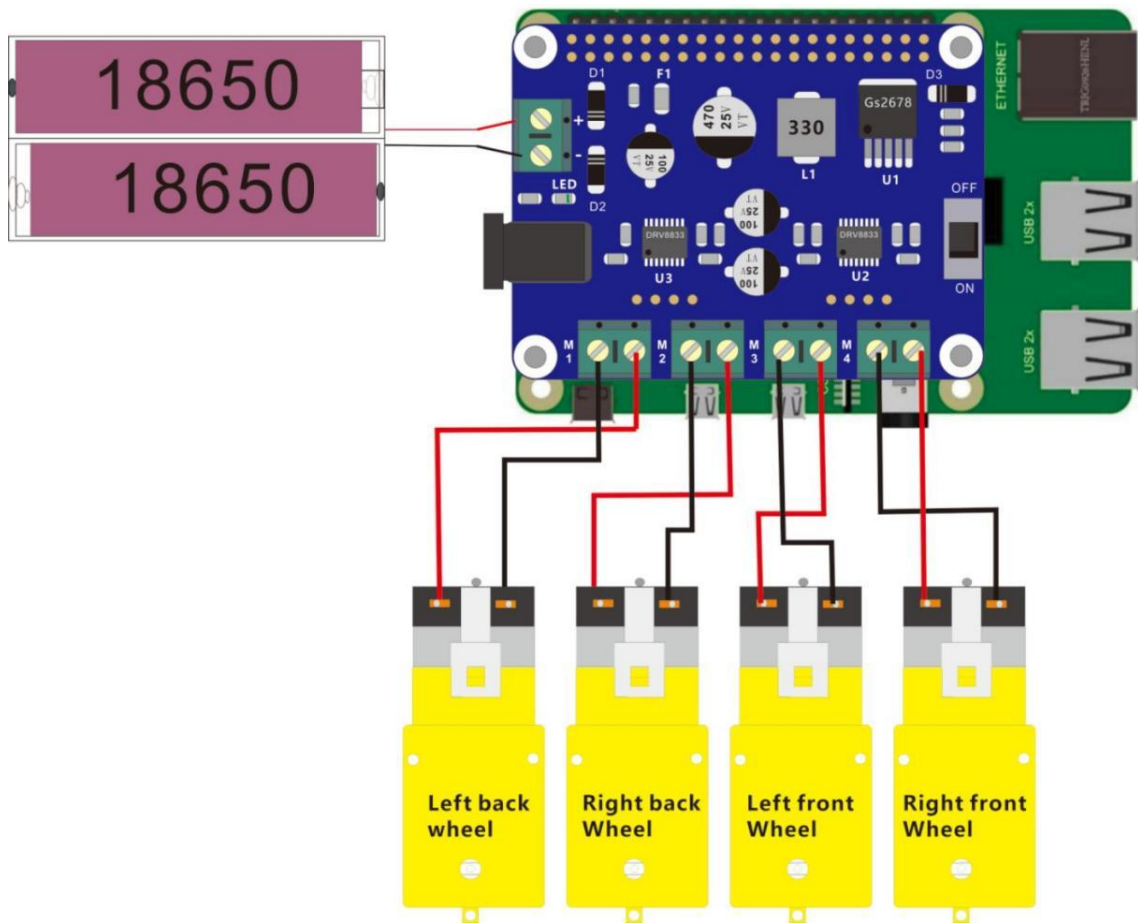 18650
18650
+
-
LED
D1
D2
F1
100
25V
VT
470
25V
VT
330
L1
Gs2678
U1
D3
ETHERNET
OFF
ON
USB 2x
USB 2x
DRV8833
U3
100
25V
VT
100
25V
VT
DRV8833
U2
M
1
M
2
M
3
M
4
Left back
wheel
Right back
Wheel
Left front
Wheel
Right front
Wheel